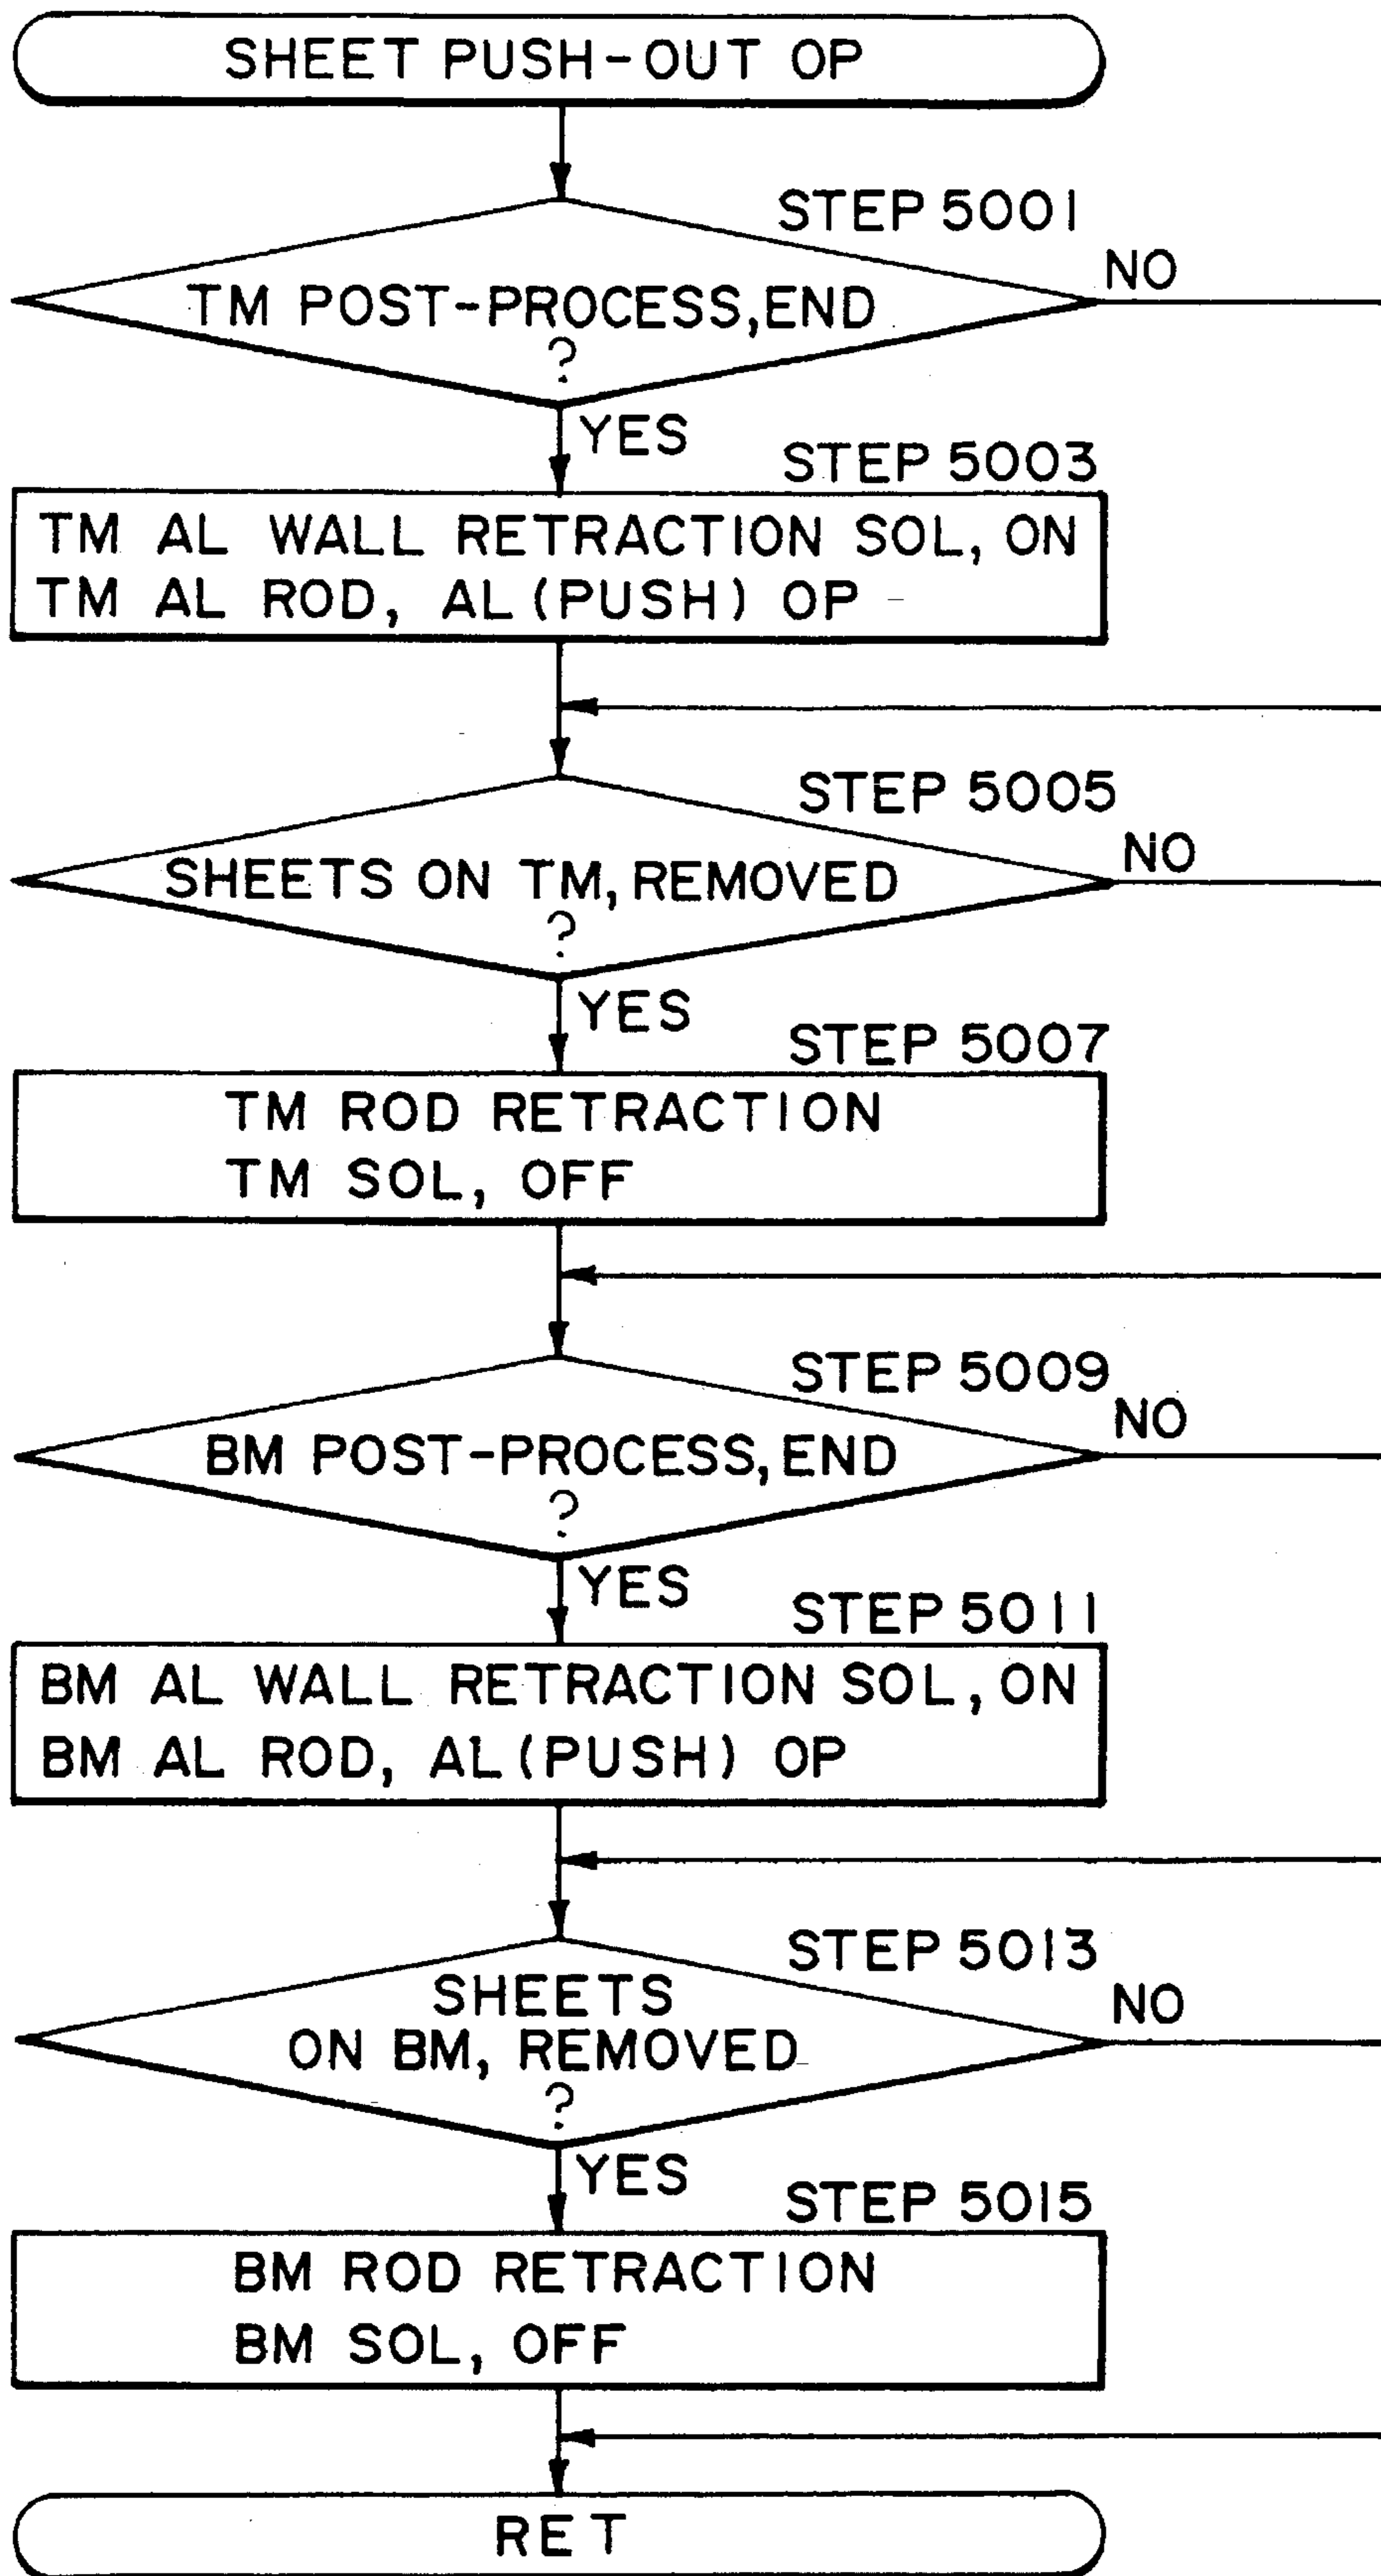 SHEET PUSH-OUT OP
STEP 5001
NO
TM POST-PROCESS, END
?
YES
STEP 5003
TM AL WALL RETRACTION SOL, ON
TM AL ROD, AL (PUSH) OP
STEP 5005
NO
SHEETS ON TM, REMOVED
?
YES
STEP 5007
TM ROD RETRACTION
TM SOL, OFF
STEP 5009
NO
BM POST-PROCESS, END
?
YES
STEP 5011
BM AL WALL RETRACTION SOL, ON
BM AL ROD, AL (PUSH) OP
STEP 5013
NO
SHEETS
ON BM, REMOVED
?
YES
STEP 5015
BM ROD RETRACTION
BM SOL, OFF
RET